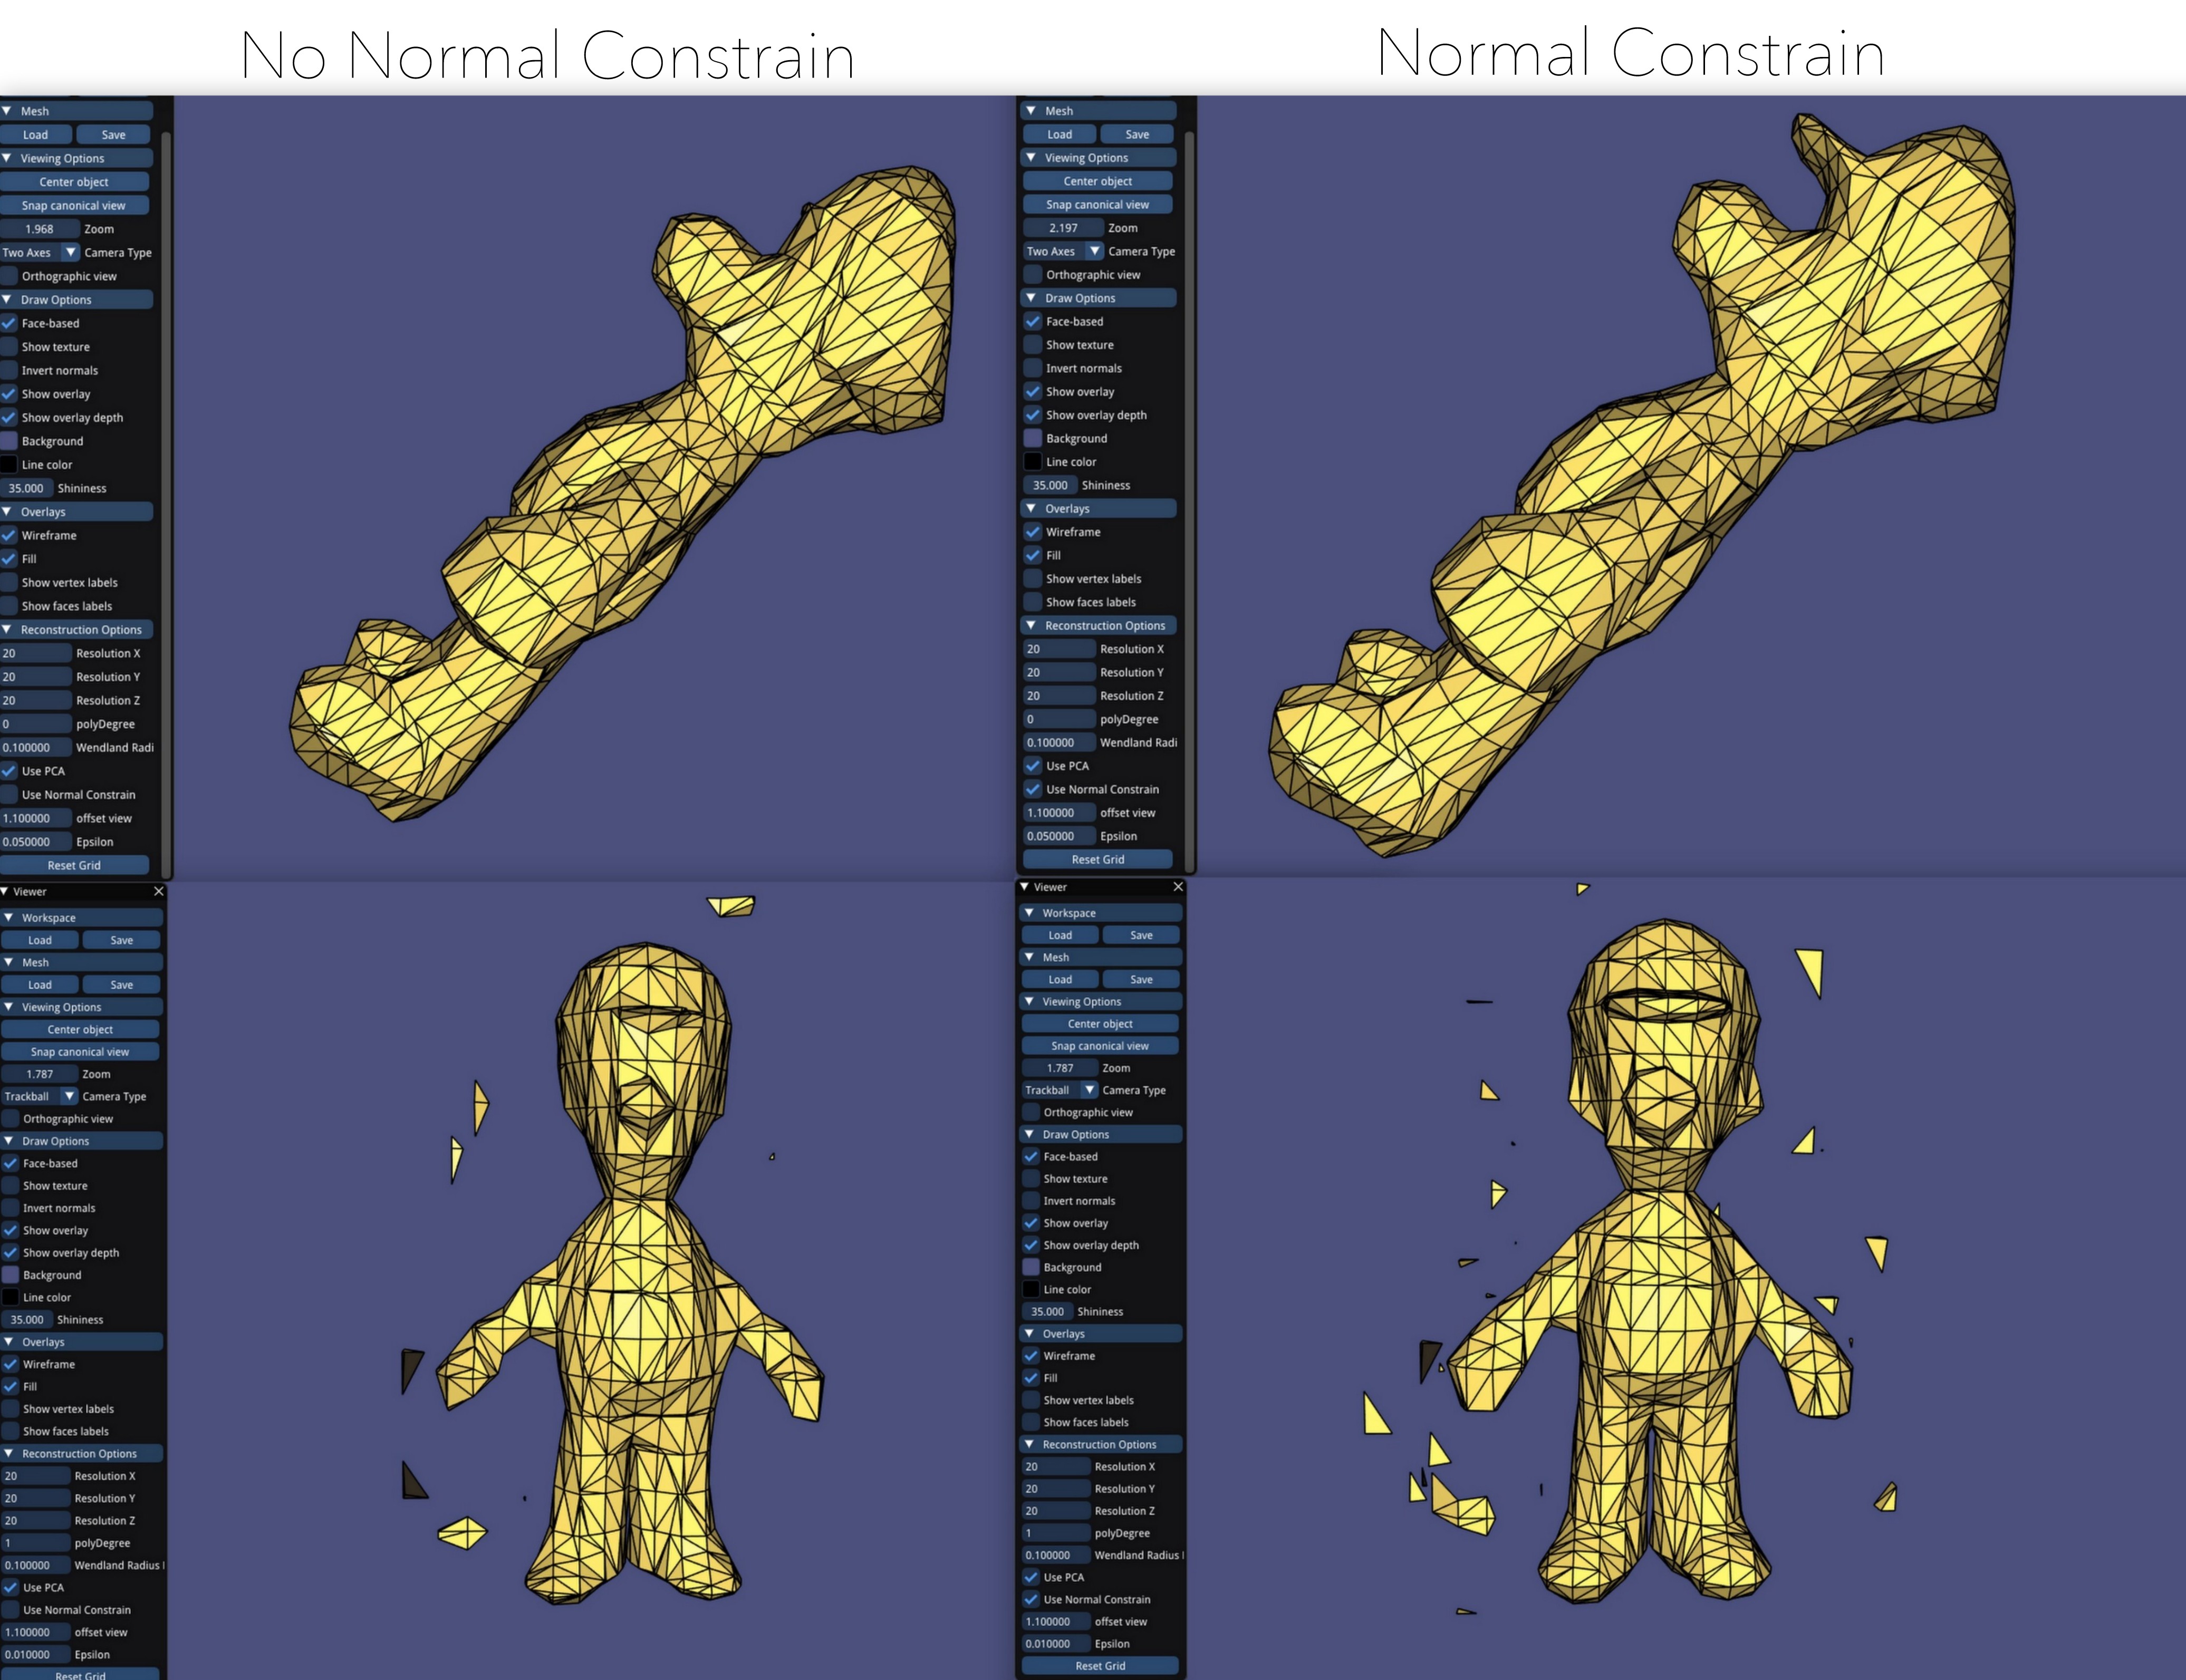 No Normal Constrain
Normal Constrain
Mesh
Load Save
Viewing Options
Center object
Snap canonical view
1.968 Zoom
Two Axes Camera Type
Orthographic view
Draw Options
Face-based
Show texture
Invert normals
Show overlay
Show overlay depth
Background
Line color
35.000 Shininess
Overlays
Wireframe
Fill
Show vertex labels
Show faces labels
Reconstruction Options
20 Resolution X
20 Resolution Y
20 Resolution Z
0 polyDegree
0.100000 Wendland Radi
Use PCA
Use Normal Constrain
1.100000 offset view
0.050000 Epsilon
Reset Grid
Mesh
Load Save
Viewing Options
Center object
Snap canonical view
2.197 Zoom
Two Axes Camera Type
Orthographic view
Draw Options
Face-based
Show texture
Invert normals
Show overlay
Show overlay depth
Background
Line color
35.000 Shininess
Overlays
Wireframe
Fill
Show vertex labels
Show faces labels
Reconstruction Options
20 Resolution X
20 Resolution Y
20 Resolution Z
0 polyDegree
0.100000 Wendland Radi
Use PCA
Use Normal Constrain
1.100000 offset view
0.050000 Epsilon
Reset Grid
Viewer
Workspace
Load Save
Mesh
Load Save
Viewing Options
Center object
Snap canonical view
1.787 Zoom
Trackball Camera Type
Orthographic view
Draw Options
Face-based
Show texture
Invert normals
Show overlay
Show overlay depth
Background
Line color
35.000 Shininess
Overlays
Wireframe
Fill
Show vertex labels
Show faces labels
Reconstruction Options
20 Resolution X
20 Resolution Y
20 Resolution Z
1 polyDegree
0.100000 Wendland Radius
Use PCA
Use Normal Constrain
1.100000 offset view
0.010000 Epsilon
Reset Grid
Viewer
Workspace
Load Save
Mesh
Load Save
Viewing Options
Center object
Snap canonical view
1.787 Zoom
Trackball Camera Type
Orthographic view
Draw Options
Face-based
Show texture
Invert normals
Show overlay
Show overlay depth
Background
Line color
35.000 Shininess
Overlays
Wireframe
Fill
Show vertex labels
Show faces labels
Reconstruction Options
20 Resolution X
20 Resolution Y
20 Resolution Z
1 polyDegree
0.100000 Wendland Radius
Use PCA
Use Normal Constrain
1.100000 offset view
0.010000 Epsilon
Reset Grid